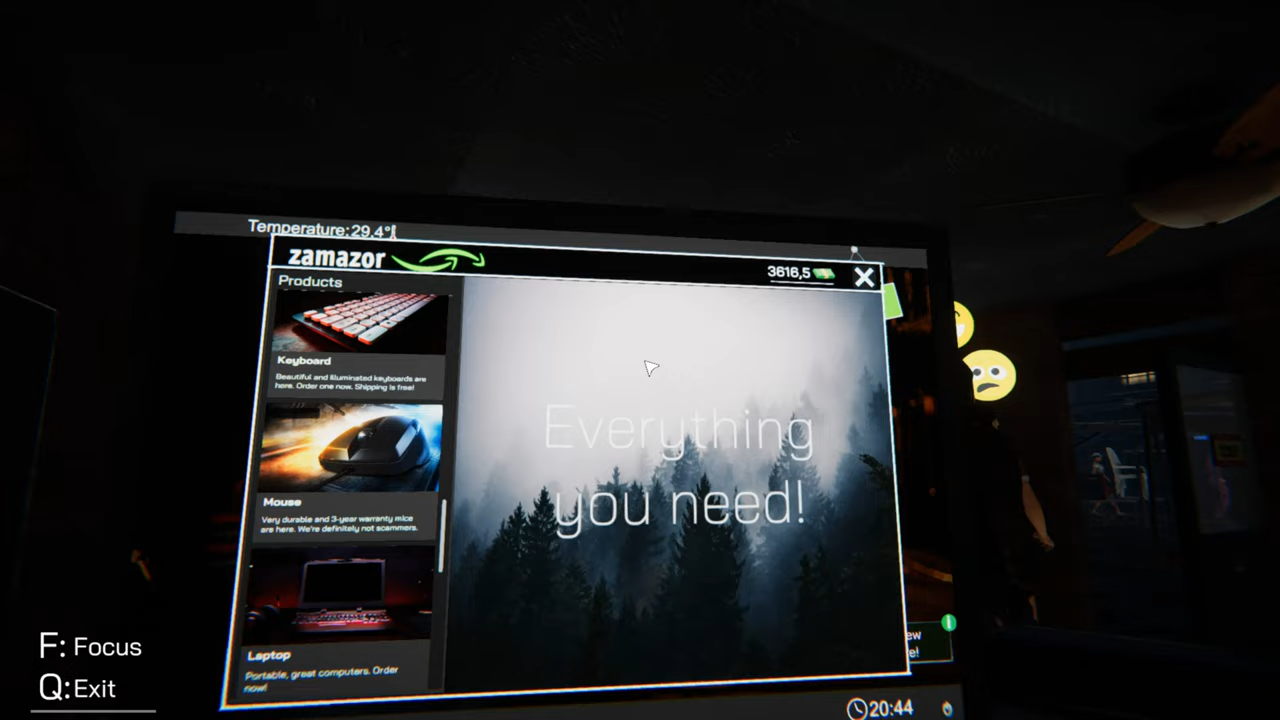 Temperature:29.4°
zamazor
3616,5
Products
Keyboard
Beautiful and illuminated keyboards are
here. Order one now. Shipping is free!
Mouse
Very durable and 3-year warranty mice
are here. We're definitely not scammers.
Laptop
Portable, great computers. Order
now!
Everything
you need!
F: Focus
Q:Exit
20:44